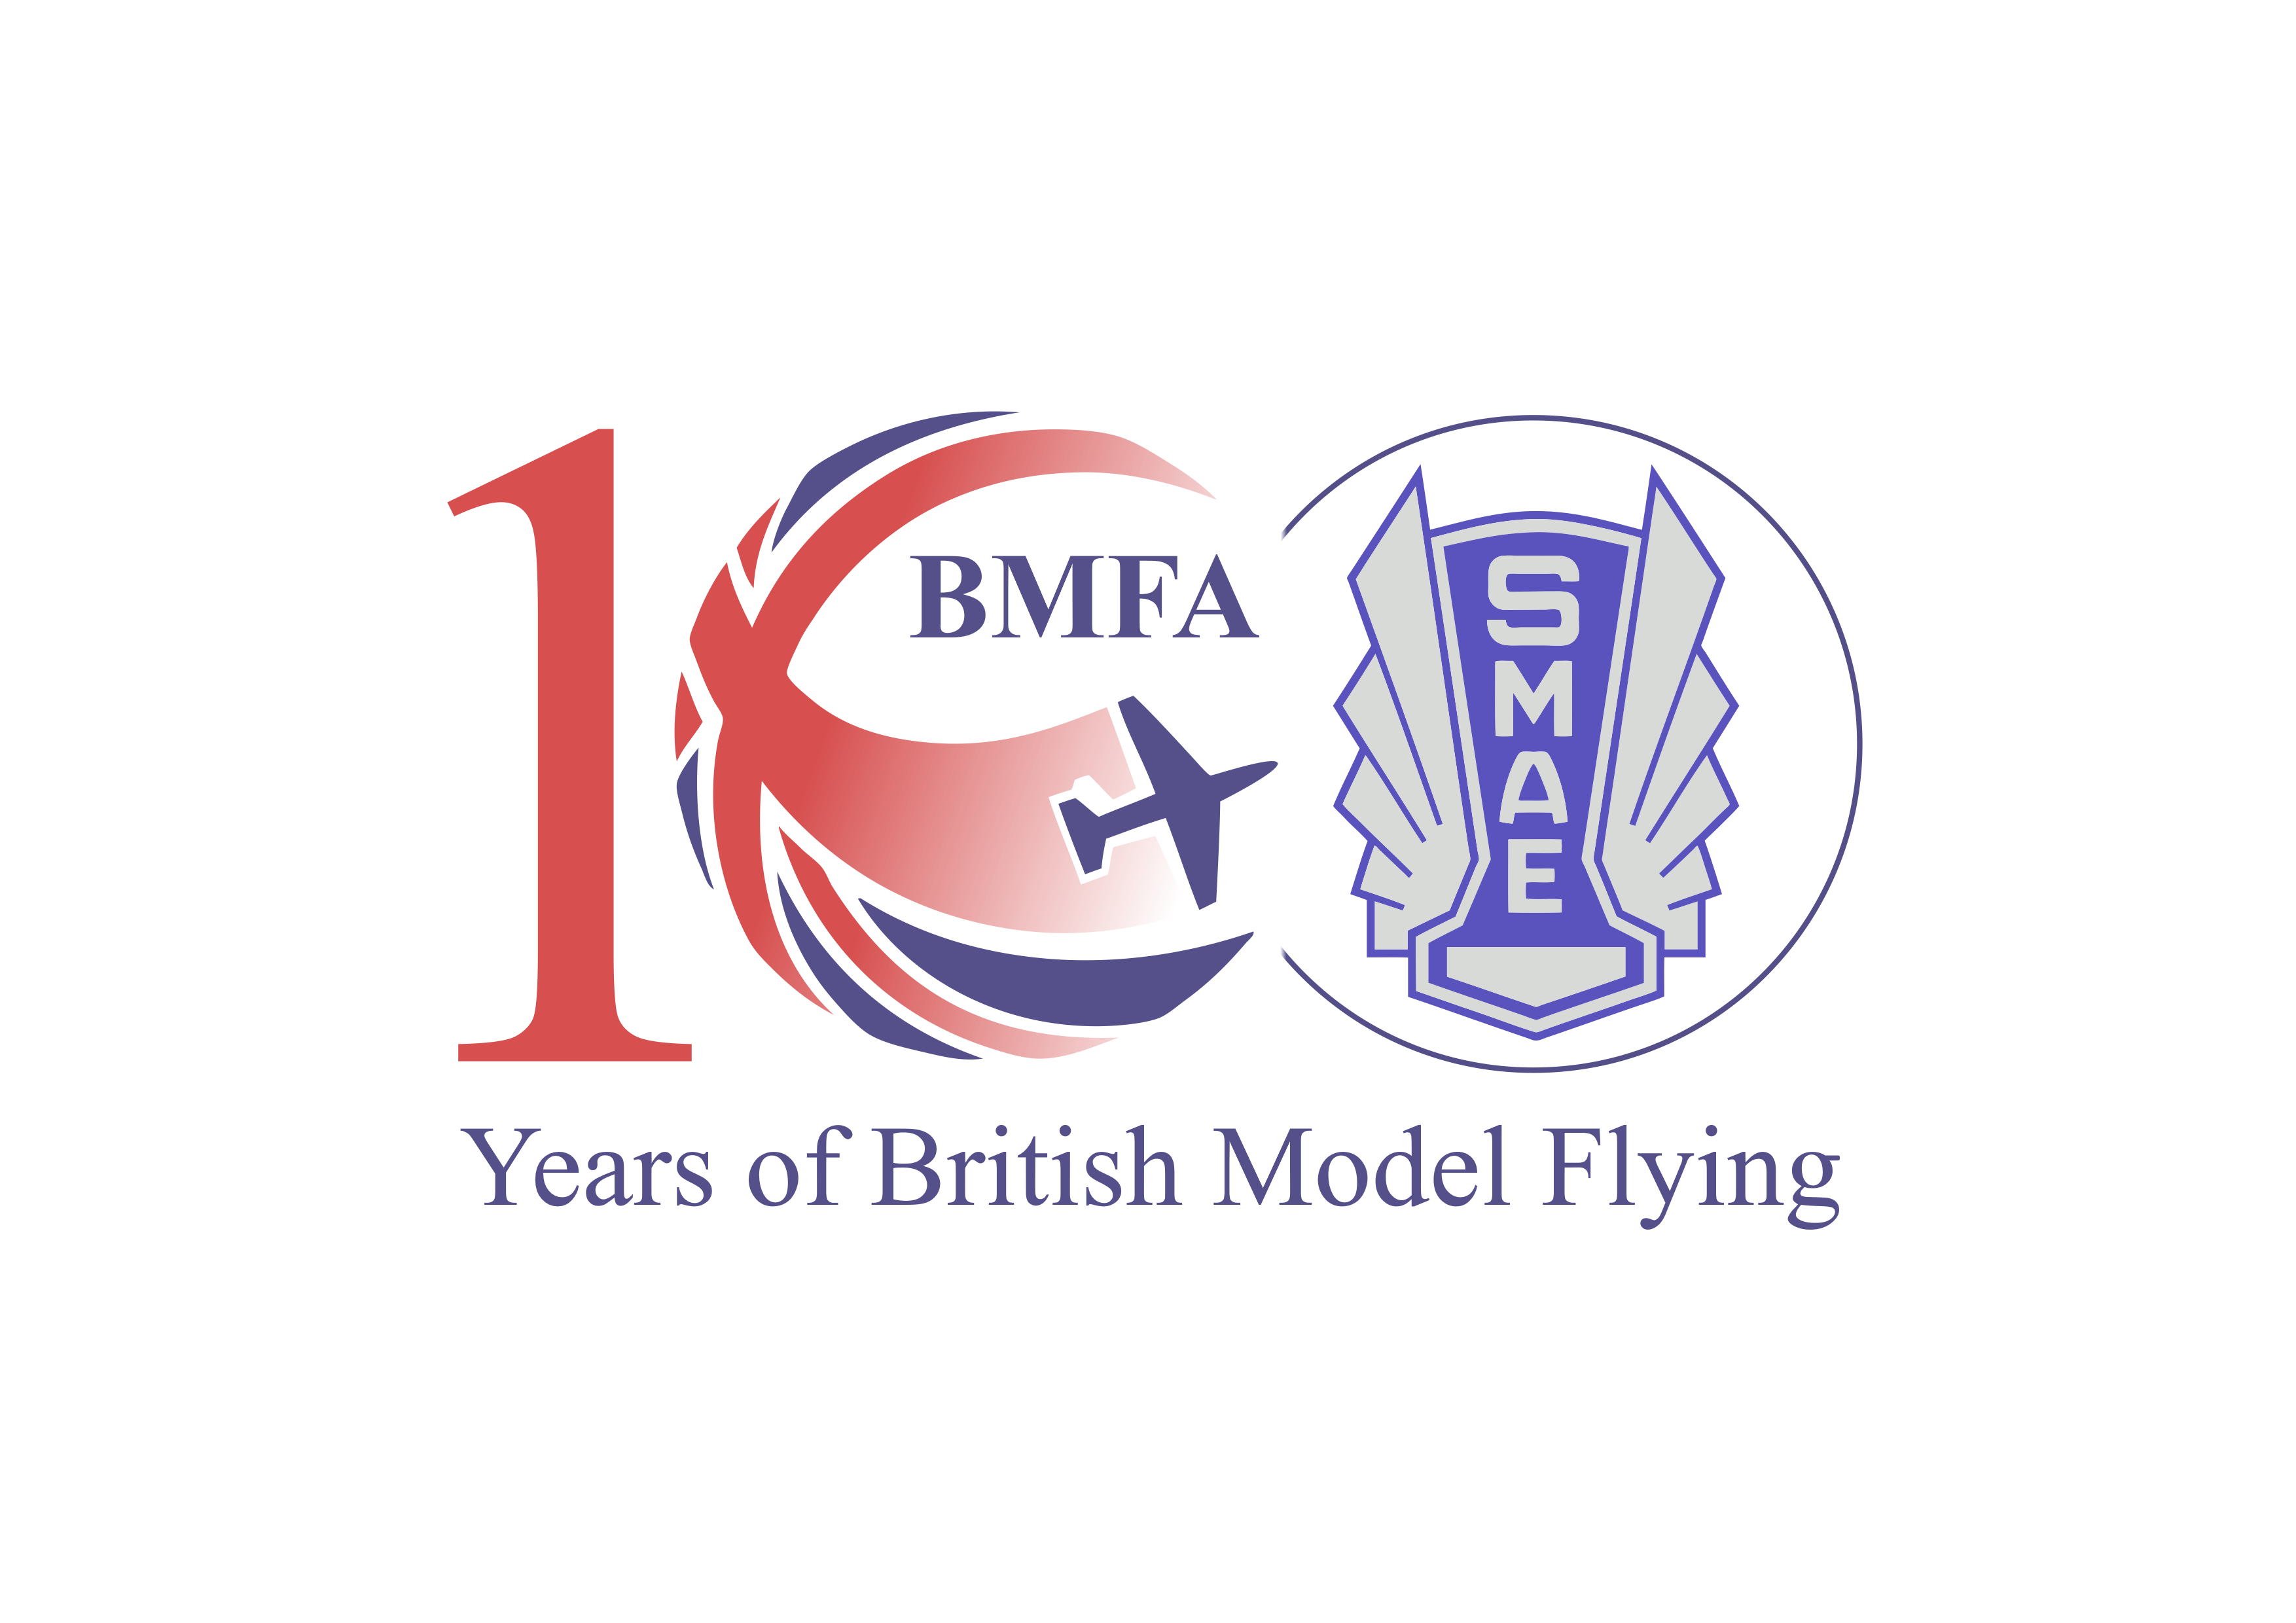 100
BMFA
SMAE
Years of British Model Flying